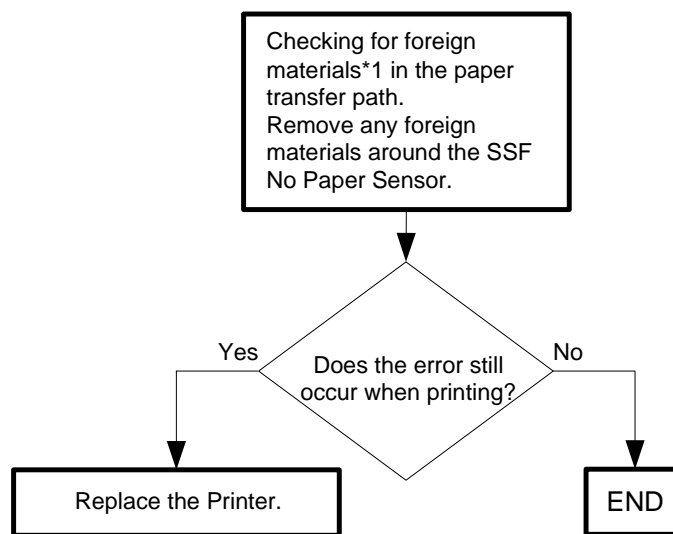 Checking for foreign
materials*1 in the paper
transfer path.
Remove any foreign
materials around the SSF
No Paper Sensor.
Yes
No
Does the error still
occur when printing?
Replace the Printer.
END